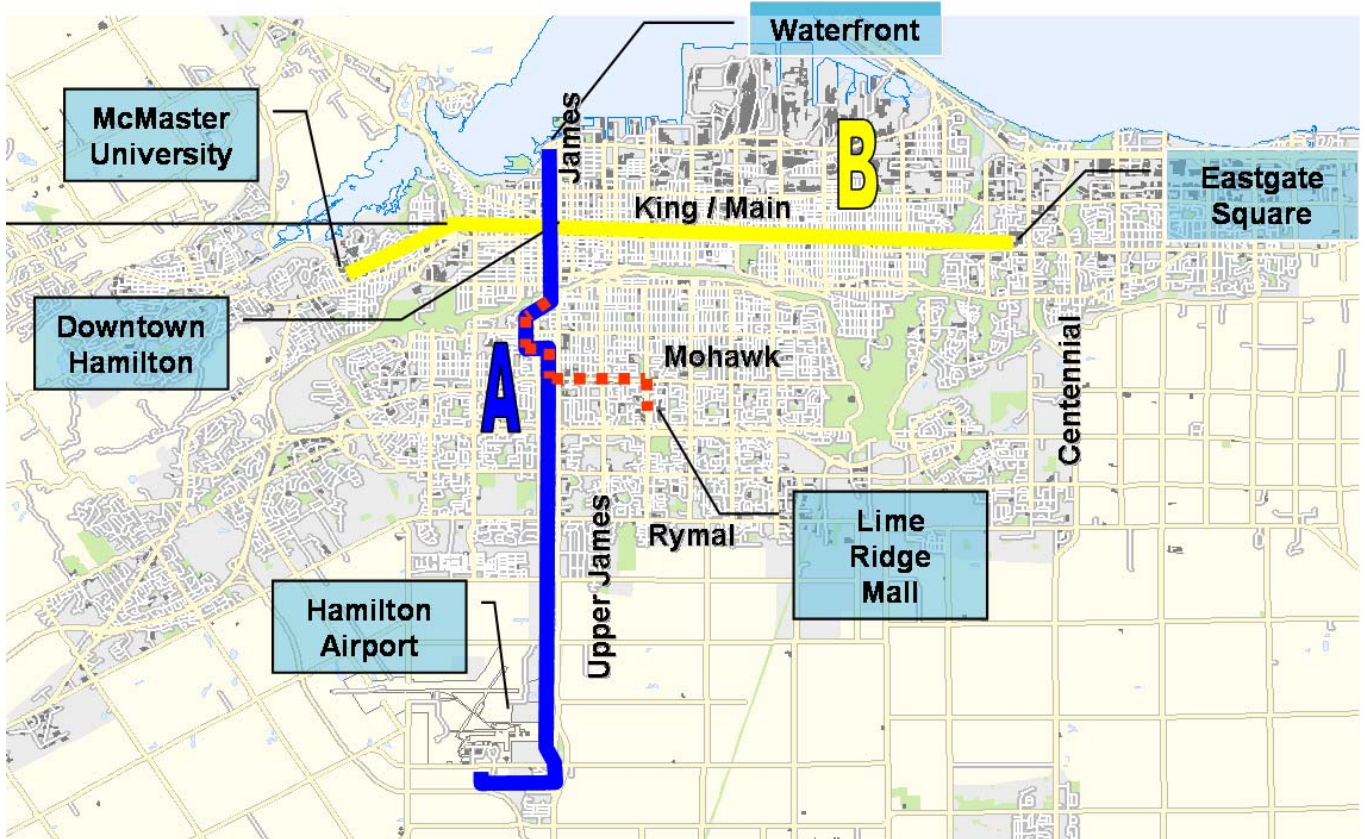 Waterfront
McMaster
University
James
B
King / Main
Eastgate
Square
Downtown
Hamilton
A
Mohawk
Centennial
Lime
Ridge
Mall
Rymal
Upper James
Hamilton
Airport